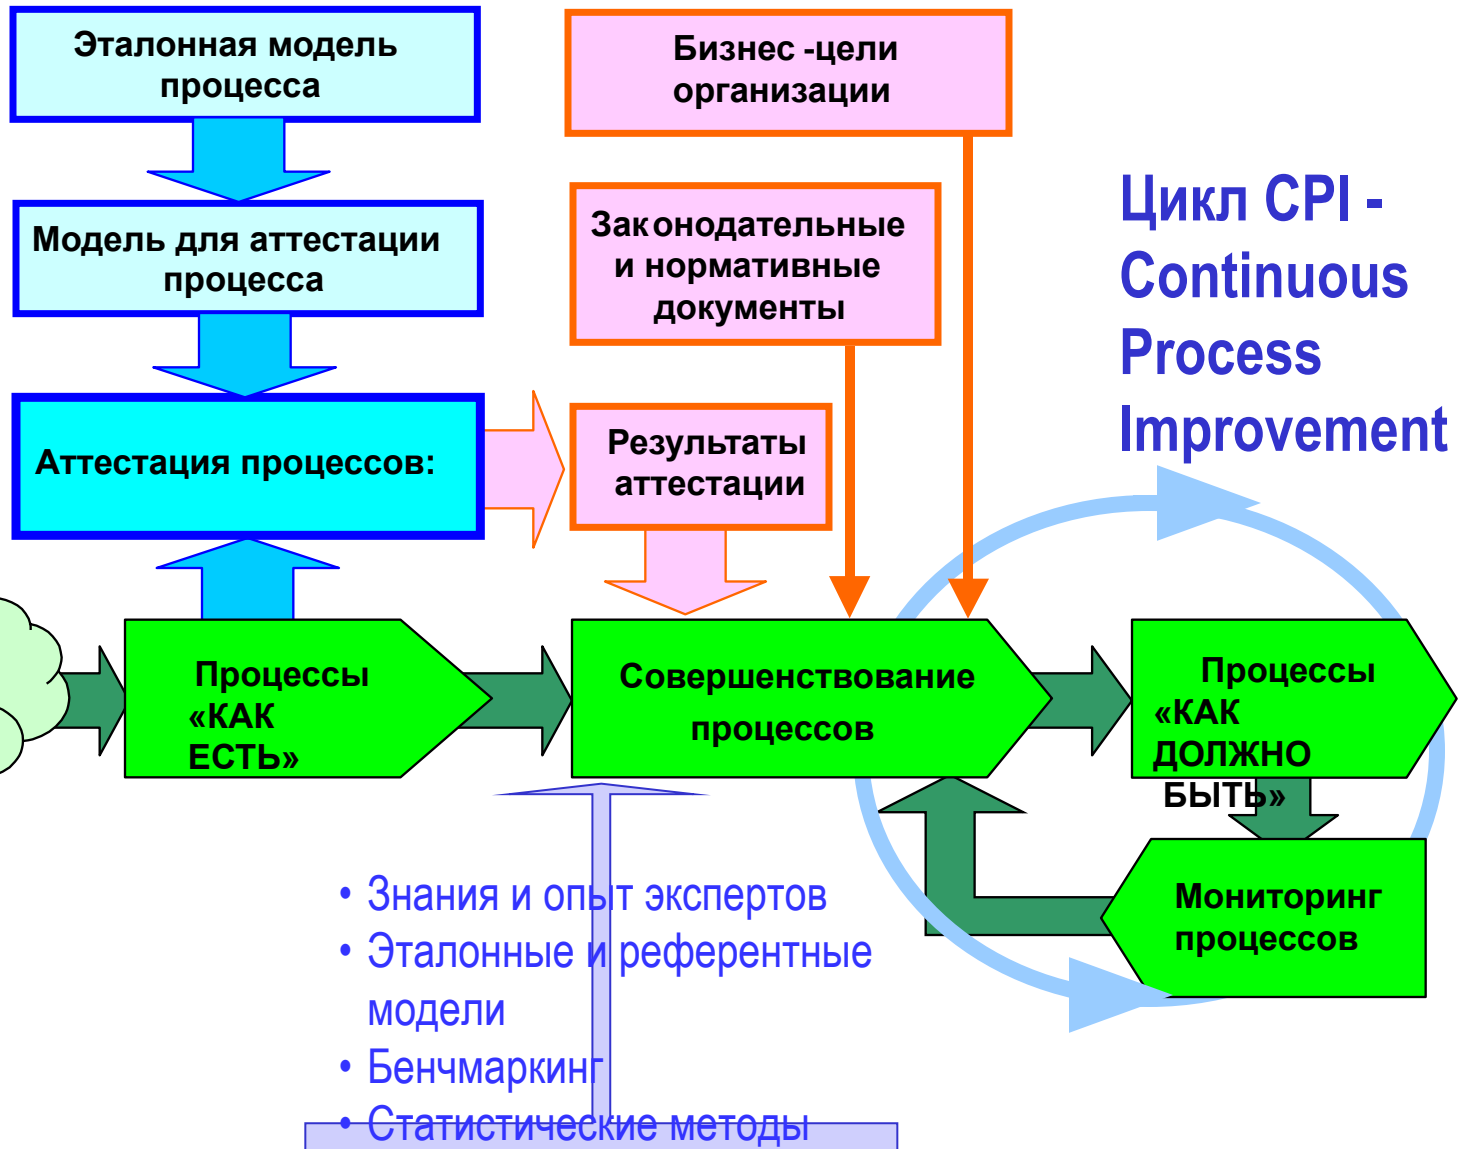 Эталонная модель
процесса
Бизнес -цели
организации
Модель для аттестации
процесса
Законодательные
и нормативные
документы
Цикл CPI -
Continuous
Process
Improvement
Аттестация процессов:
Результаты
аттестации
Процессы
«КАК
ЕСТЬ»
Совершенствование
процессов
Процессы
«КАК
ДОЛЖНО
БЫТЬ»
Мониторинг
процессов
• Знания и опыт экспертов
• Эталонные и референтные
модели
• Бенчмаркинг
• Статистические методы